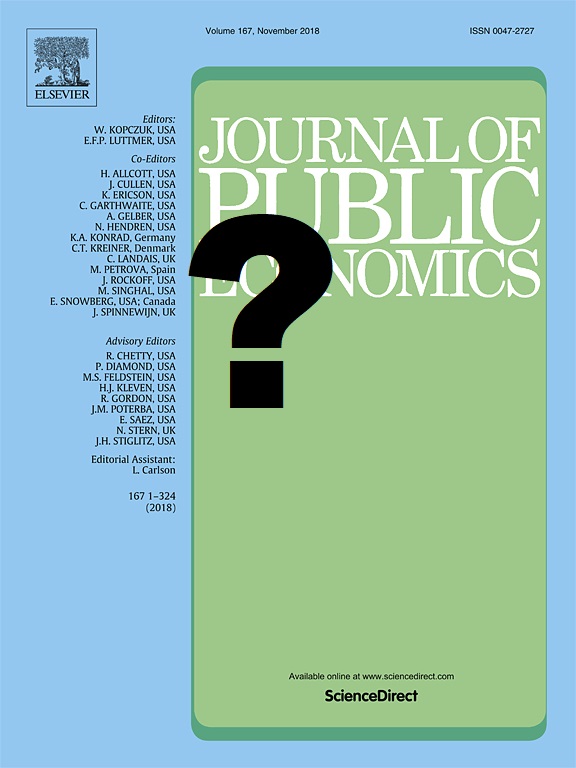 Volume 167, November 2018
ISSN 0047-2727
ELSEVIER
Editors:
W. KOPCZUK, USA
E.F.P. LUTTMER, USA
Co-Editors
H. ALLCOTT, USA
J. CULLEN, USA
K. ERICSON, USA
C. GARTHWAITE, USA
A. GELBER, USA
N. HENDREN, USA
K.A. KONRAD, Germany
C.T. KREINER, Denmark
C. LANDAIS, UK
M. PETROVA, Spain
J. ROCKOFF, USA
M. SINGHAL, USA
E. SNOWBERG, USA; Canada
J. SPINNEWIJN, UK
Advisory Editors
R. CHETTY, USA
P. DIAMOND, USA
M.S. FELDSTEIN, USA
H.J. KLEVEN, USA
R. GORDON, USA
J.M. POTERBA, USA
E. SAEZ, USA
N. STERN, UK
J.H. STIGLITZ, USA
Editorial Assistant:
L. Carlson
167 1–324
(2018)
JOURNAL OF
PUBLIC
ECONOMICS
?
Available online at www.sciencedirect.com
ScienceDirect